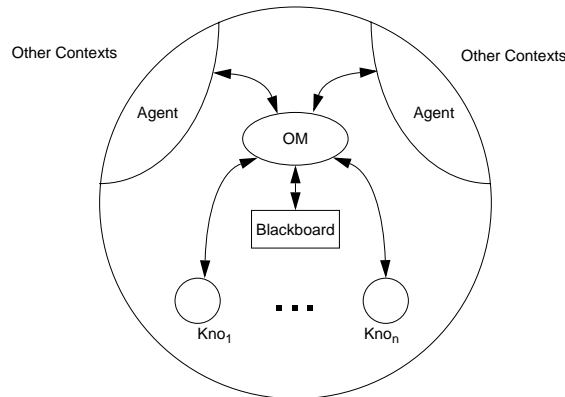 Other Contexts
Other Contexts
Agent
Agent
OM
Blackboard
...
Kno1
Knon